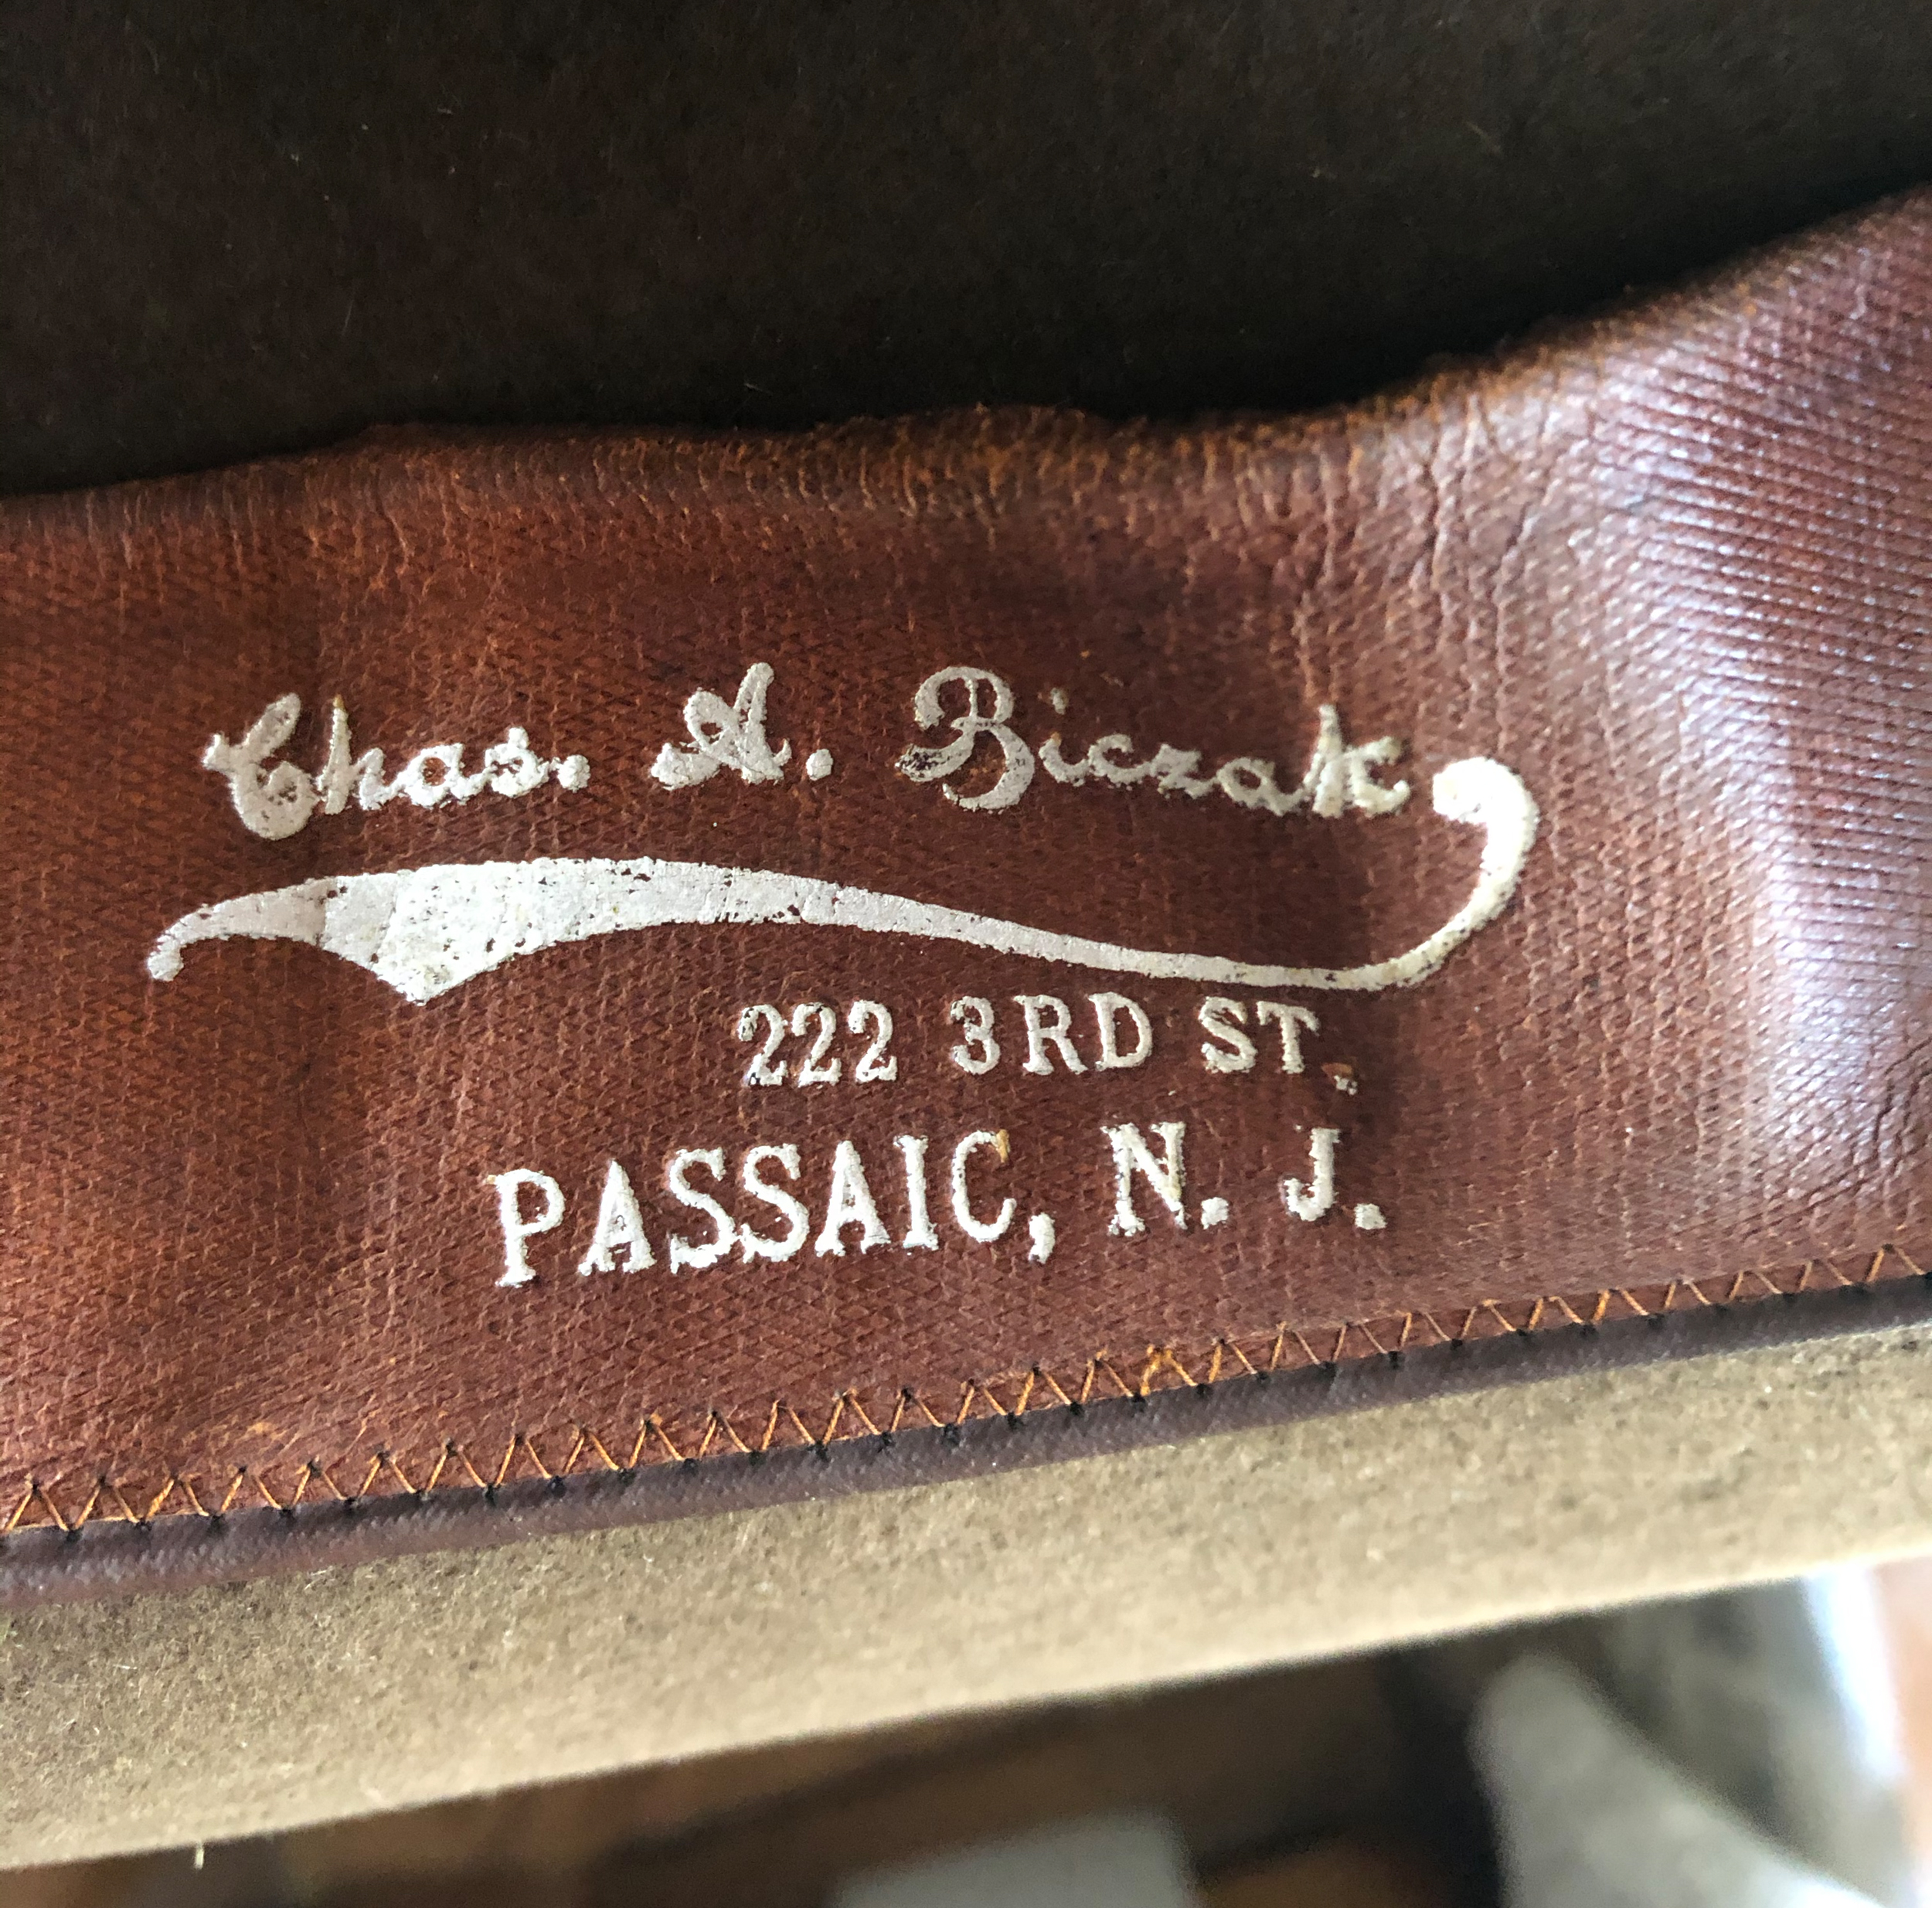 Chas. A. Biczak
222 3RD ST.
PASSAIC, N. J.